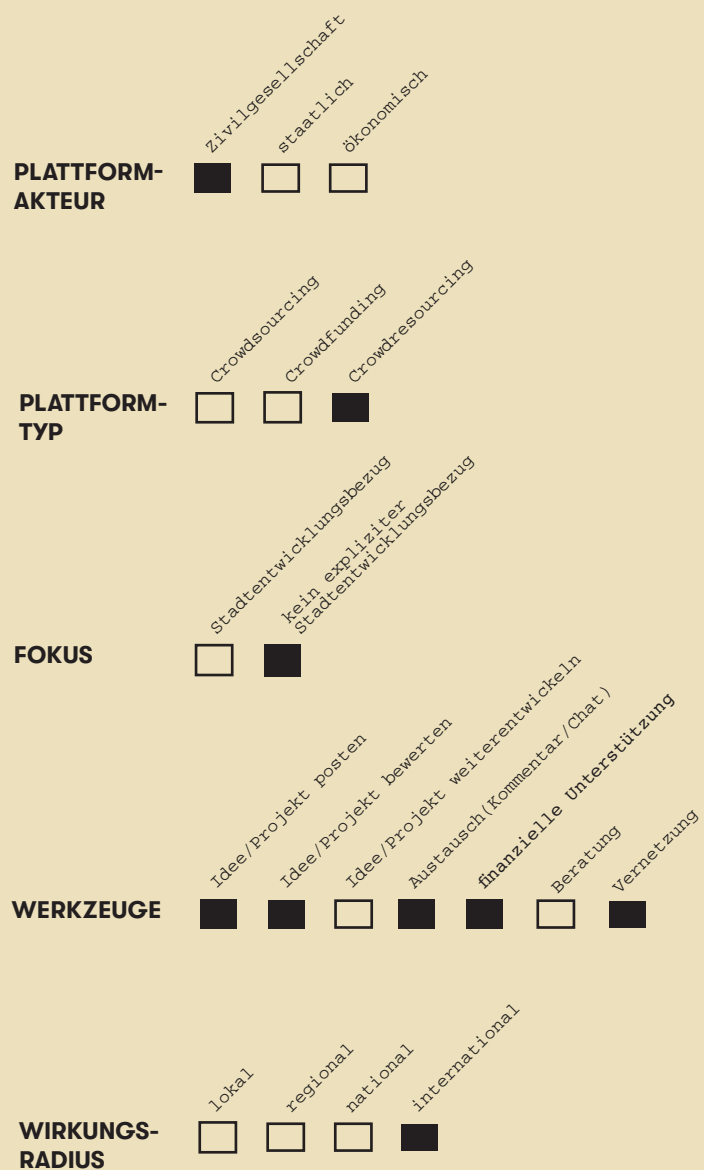 Zivilgesellschaft
staatlich
ökonomisch
PLATTFORM-
AKTEUR
Crowdsourcing
Crowdfunding
Crowdresourcing
PLATTFORM-
TYP
Stadtentwicklungsbezug
kein expliziter
Stadtentwicklungsbezug
FOKUS
Idee/Projekt posten
Idee/Projekt bewerten
Idee/Projekt weiterentwickeln
Austausch(Kommentar/Chat)
finanzielle Unterstützung
Beratung
Vernetzung
WERKZEUGE
lokal
regional
national
international
WIRKUNGS-
RADIUS